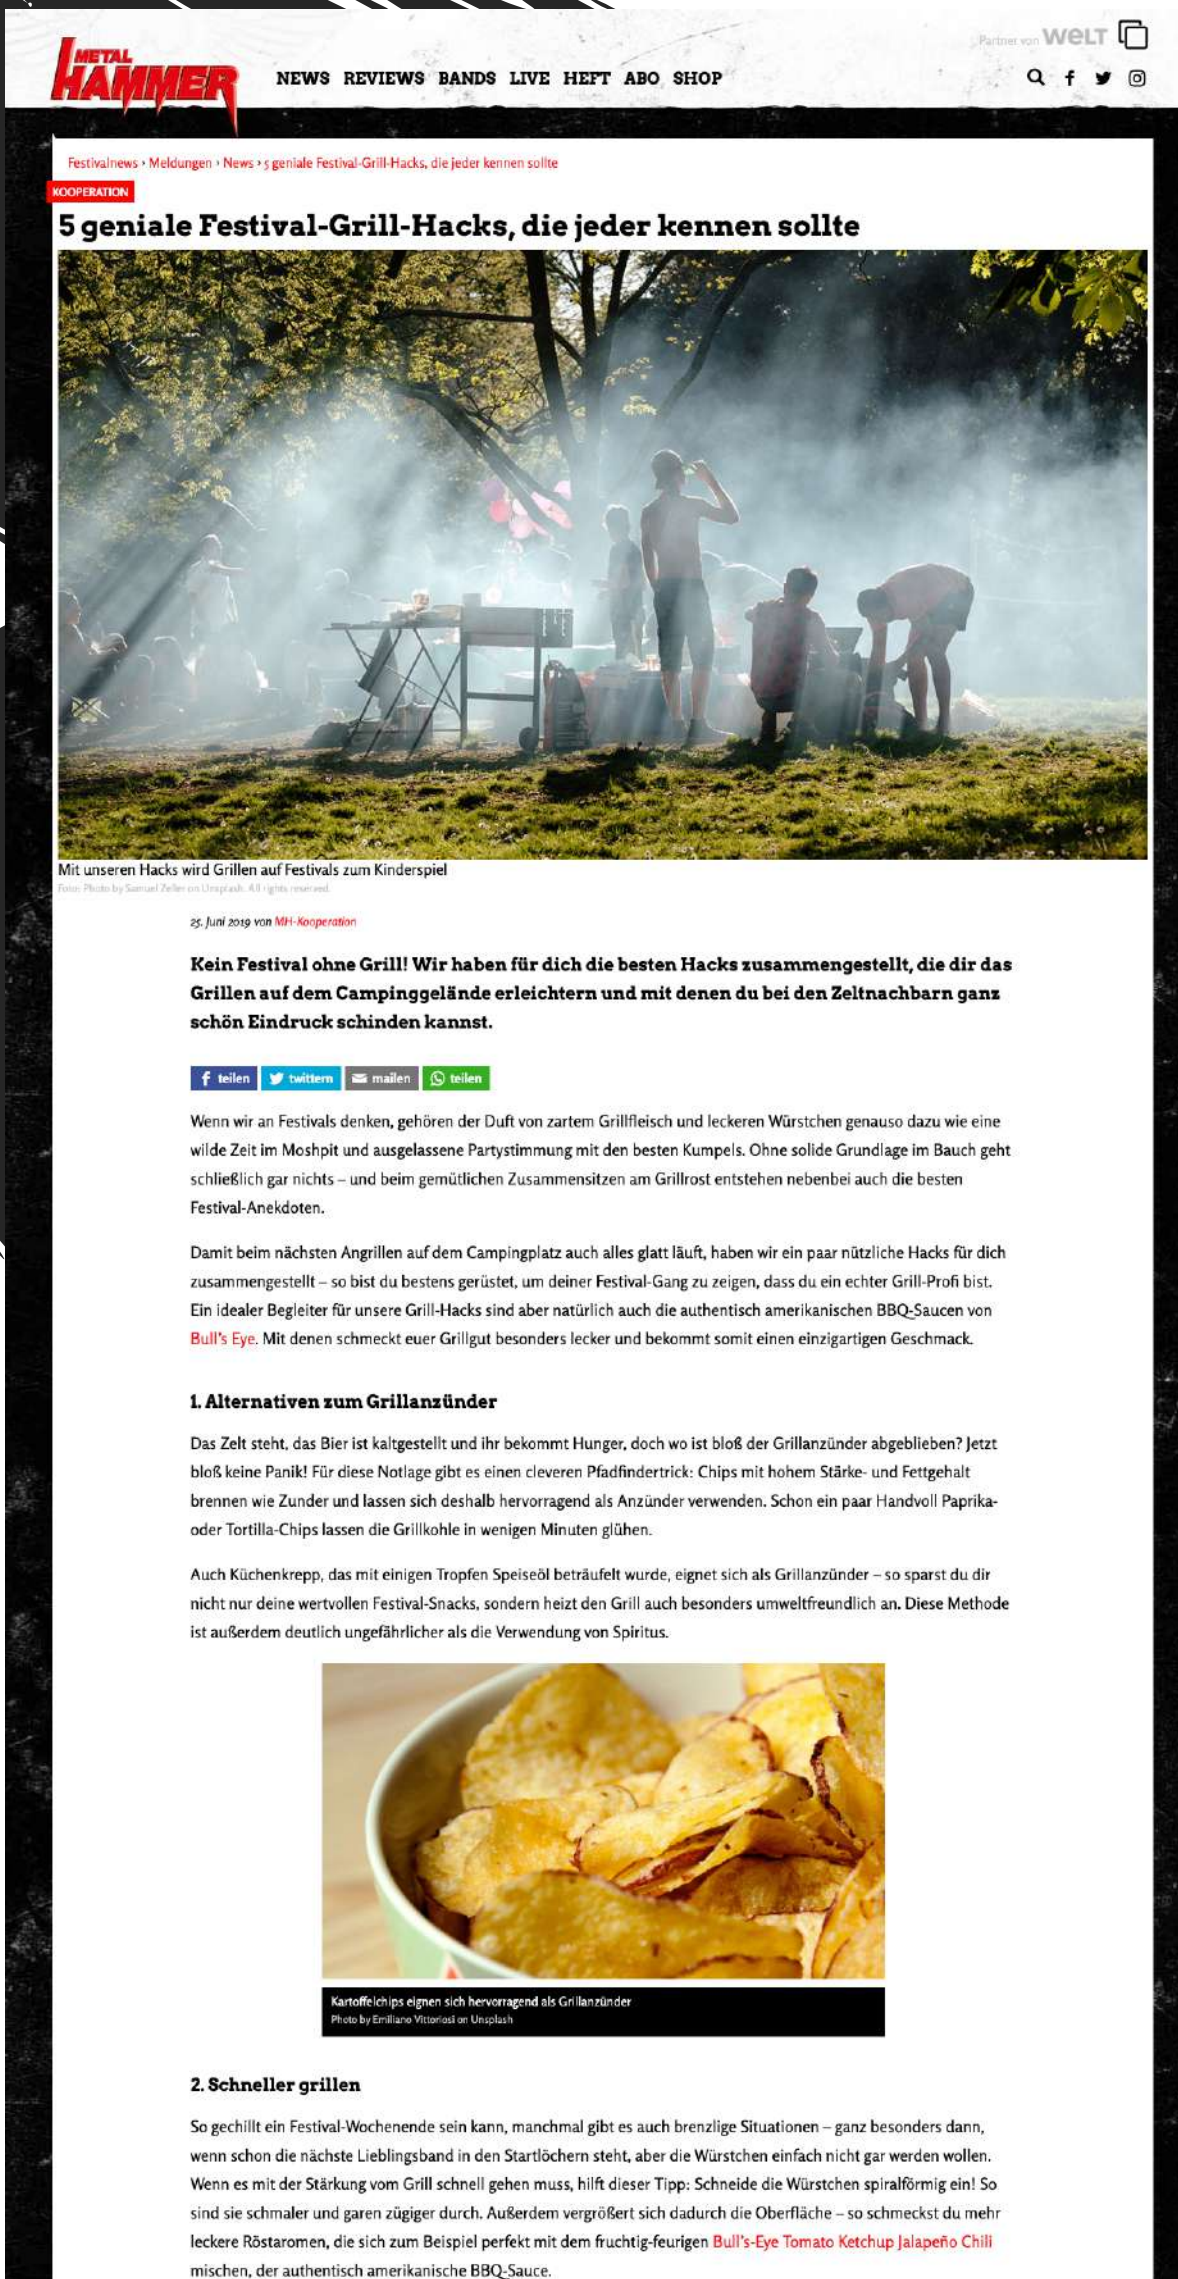 METAL
HAMMER
NEWS REVIEWS BANDS LIVE HEFT ABO SHOP
Partner von WELT
Festivalnews › Meldungen › News › 5 geniale Festival-Grill-Hacks, die jeder kennen sollte
KOOPERATION
5 geniale Festival-Grill-Hacks, die jeder kennen sollte
Mit unseren Hacks wird Grillen auf Festivals zum Kinderspiel
Foto: Photo by Samuel Zeller on Unsplash. All rights reserved.
25. Juni 2019 von MH-Kooperation
Kein Festival ohne Grill! Wir haben für dich die besten Hacks zusammengestellt, die dir das
Grillen auf dem Campinggelände erleichtern und mit denen du bei den Zeltnachbarn ganz
schön Eindruck schinden kannst.
teilen twittern mailen teilen
Wenn wir an Festivals denken, gehören der Duft von zartem Grillfleisch und leckeren Würstchen genauso dazu wie eine
wilde Zeit im Moshpit und ausgelassene Partystimmung mit den besten Kumpels. Ohne solide Grundlage im Bauch geht
schließlich gar nichts – und beim gemütlichen Zusammensitzen am Grillrost entstehen nebenbei auch die besten
Festival-Anekdoten.
Damit beim nächsten Angrillen auf dem Campingplatz auch alles glatt läuft, haben wir ein paar nützliche Hacks für dich
zusammengestellt – so bist du bestens gerüstet, um deiner Festival-Gang zu zeigen, dass du ein echter Grill-Profi bist.
Ein idealer Begleiter für unsere Grill-Hacks sind aber natürlich auch die authentisch amerikanischen BBQ-Saucen von
Bull's Eye. Mit denen schmeckt euer Grillgut besonders lecker und bekommt somit einen einzigartigen Geschmack.
1. Alternativen zum Grillanzünder
Das Zelt steht, das Bier ist kaltgestellt und ihr bekommt Hunger, doch wo ist bloß der Grillanzünder abgeblieben? Jetzt
bloß keine Panik! Für diese Notlage gibt es einen cleveren Pfadfindertrick: Chips mit hohem Stärke- und Fettgehalt
brennen wie Zunder und lassen sich deshalb hervorragend als Anzünder verwenden. Schon ein paar Handvoll Paprika-
oder Tortilla-Chips lassen die Grillkohle in wenigen Minuten glühen.
Auch Küchenkrepp, das mit einigen Tropfen Speiseöl beträufelt wurde, eignet sich als Grillanzünder – so sparst du dir
nicht nur deine wertvollen Festival-Snacks, sondern heizt den Grill auch besonders umweltfreundlich an. Diese Methode
ist außerdem deutlich ungefährlicher als die Verwendung von Spiritus.
Kartoffelchips eignen sich hervorragend als Grillanzünder
Photo by Emiliano Vittoriosi on Unsplash
2. Schneller grillen
So gechillt ein Festival-Wochenende sein kann, manchmal gibt es auch brenzlige Situationen – ganz besonders dann,
wenn schon die nächste Lieblingsband in den Startlöchern steht, aber die Würstchen einfach nicht gar werden wollen.
Wenn es mit der Stärkung vom Grill schnell gehen muss, hilft dieser Tipp: Schneide die Würstchen spiralförmig ein! So
sind sie schmaler und garen zügiger durch. Außerdem vergrößert sich dadurch die Oberfläche – so schmeckst du mehr
leckere Röstaromen, die sich zum Beispiel perfekt mit dem fruchtig-feurigen Bull's-Eye Tomato Ketchup Jalapeño Chili
mischen, der authentisch amerikanische BBQ-Sauce.